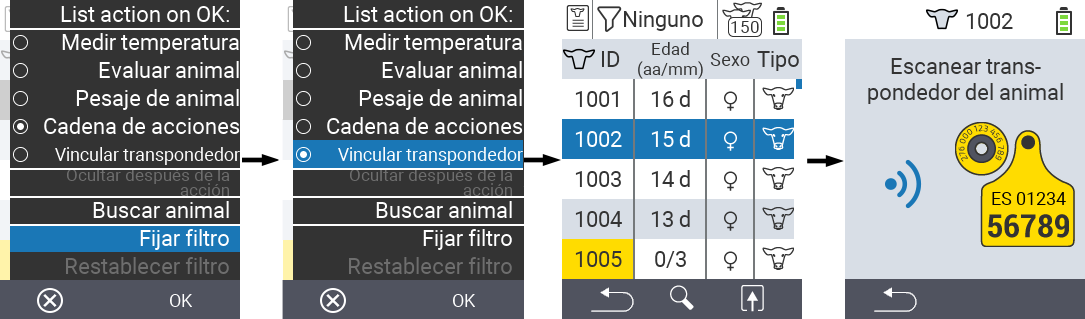 List action on OK:
Medir temperatura
Evaluar animal
Pesaje de animal
Cadena de acciones
Vincular transpondedor
Ocultar después de la
acción
Buscar animal
Fijar filtro
Restablecer filtro
OK
List action on OK:
Medir temperatura
Evaluar animal
Pesaje de animal
Cadena de acciones
Vincular transpondedor
Ocultar después de la
acción
Buscar animal
Fijar filtro
Restablecer filtro
OK
Ninguno 150
ID Edad (aa/mm) Sexo Tipo
1001 16 d ♀
1002 15 d ♀
1003 14 d ♀
1004 13 d ♀
1005 0/3 ♀
1002
Escanear trans-
pondedor del animal
276 000 123 456 789
ES 01234
56789